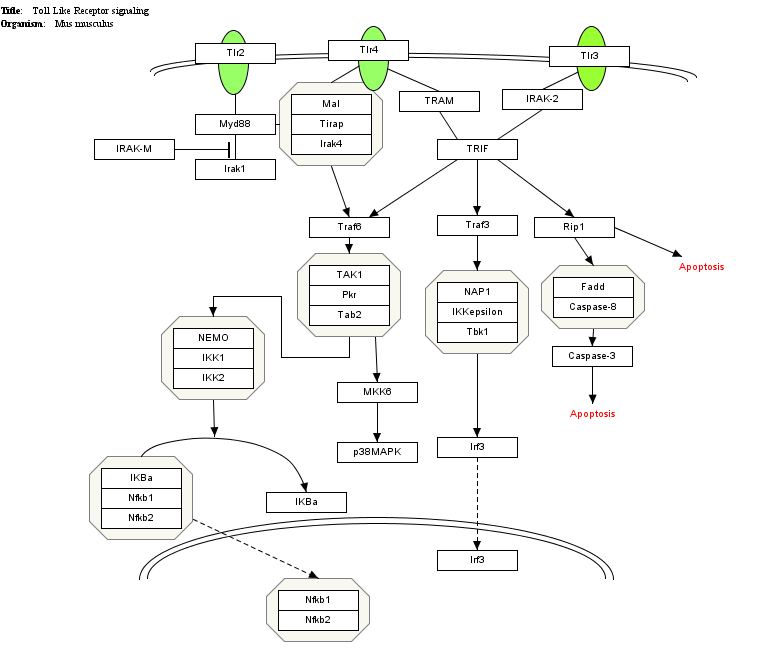 Title: Toll Like Receptor signaling
Organism: Mus musculus
Tlr2
Tlr4
Tlr3
Mal
Tirap
Irak4
TRAM
IRAK-2
Myd88
IRAK-M
Irak1
TRIF
Traf6
Traf3
Rip1
Apoptosis
TAK1
Pkr
Tab2
NAP1
IKKepsilon
Tbk1
Fadd
Caspase-8
NEMO
IKK1
IKK2
Caspase-3
MKK6
Apoptosis
p38MAPK
Irf3
IKBa
Nfkb1
Nfkb2
IKBa
Irf3
Nfkb1
Nfkb2